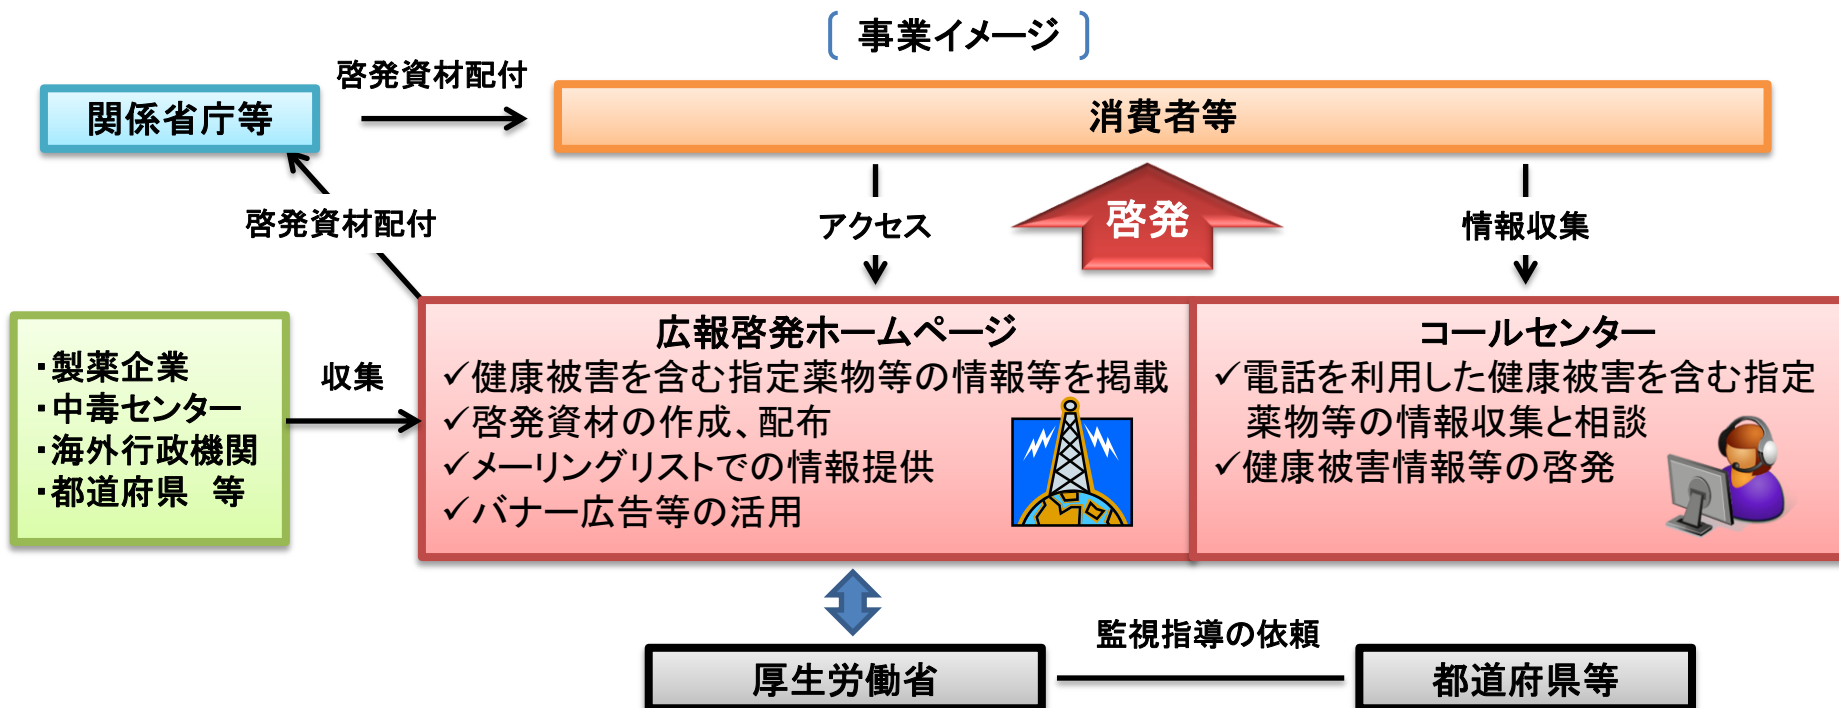 事業イメージ
啓発資材配付
関係省庁等
消費者等
啓発資材配付
アクセス
啓発
情報収集
・製薬企業
・中毒センター
・海外行政機関
・都道府県　等
収集
広報啓発ホームページ
✓健康被害を含む指定薬物等の情報等を掲載
✓啓発資材の作成、配布
✓メーリングリストでの情報提供
✓バナー広告等の活用
コールセンター
✓電話を利用した健康被害を含む指定
薬物等の情報収集と相談
✓健康被害情報等の啓発
厚生労働省
監視指導の依頼
都道府県等